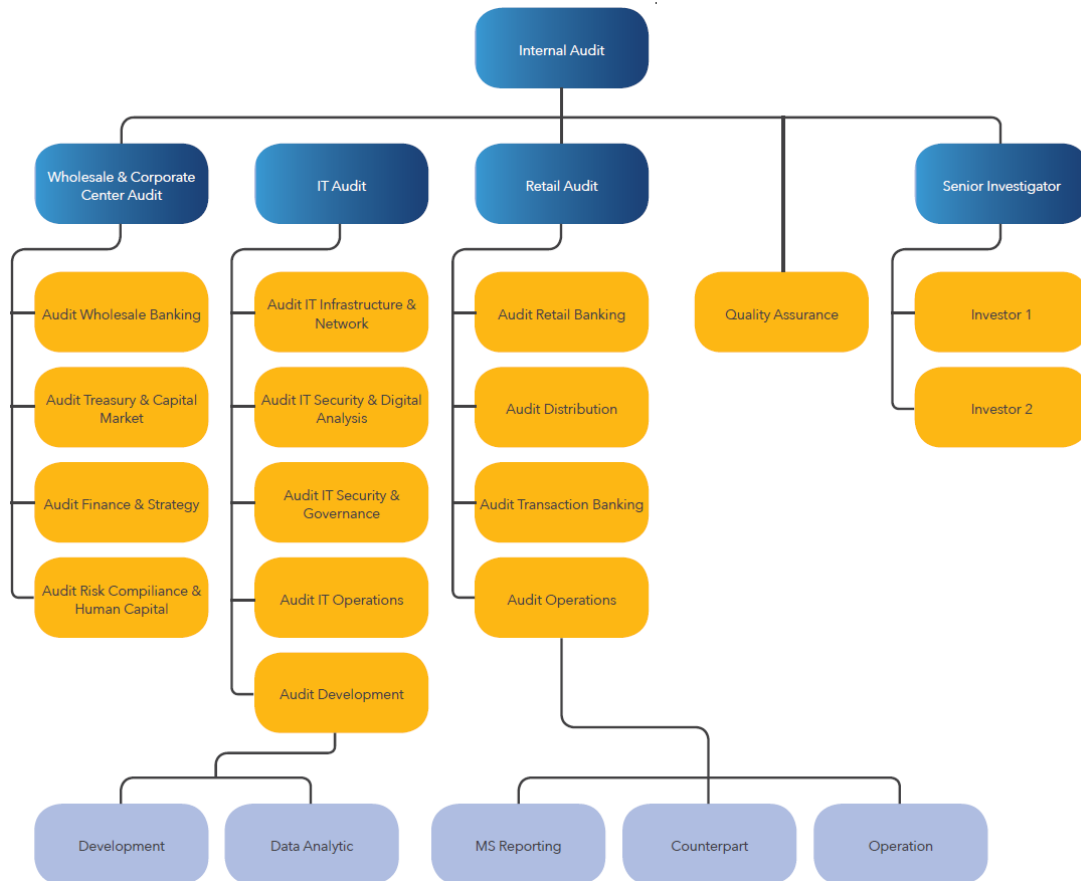 Internal Audit
Wholesale & Corporate
Center Audit
IT Audit
Retail Audit
Senior Investigator
Audit Wholesale Banking
Audit IT Infrastructure &
Network
Audit Retail Banking
Quality Assurance
Investor 1
Audit Treasury & Capital
Market
Audit IT Security & Digital
Analysis
Audit Distribution
Investor 2
Audit Finance & Strategy
Audit IT Security &
Governance
Audit Transaction Banking
Audit Risk Compiliance &
Human Capital
Audit IT Operations
Audit Operations
Audit Development
Development
Data Analytic
MS Reporting
Counterpart
Operation